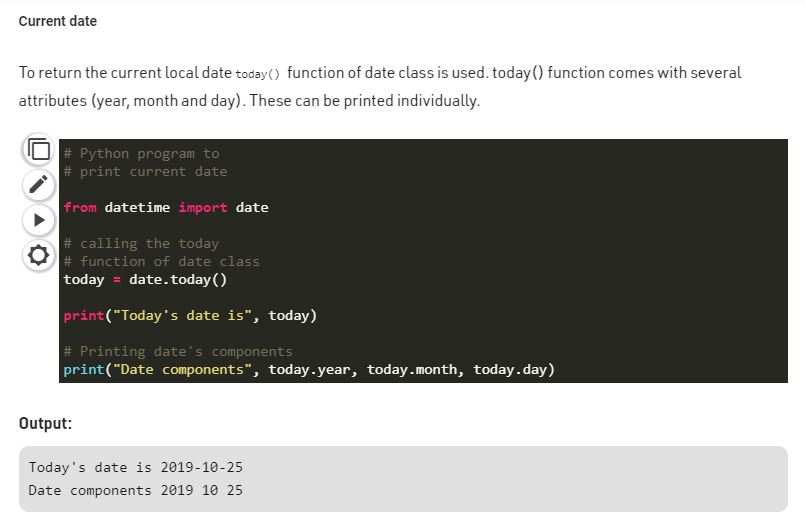 Current date
To return the current local date today() function of date class is used. today() function comes with several
attributes (year, month and day). These can be printed individually.
# Python program to
# print current date
from datetime import date
# calling the today
# function of date class
today = date.today()
print("Today's date is", today)
# Printing date's components
print("Date components", today.year, today.month, today.day)
Output:
Today's date is 2019-10-25
Date components 2019 10 25